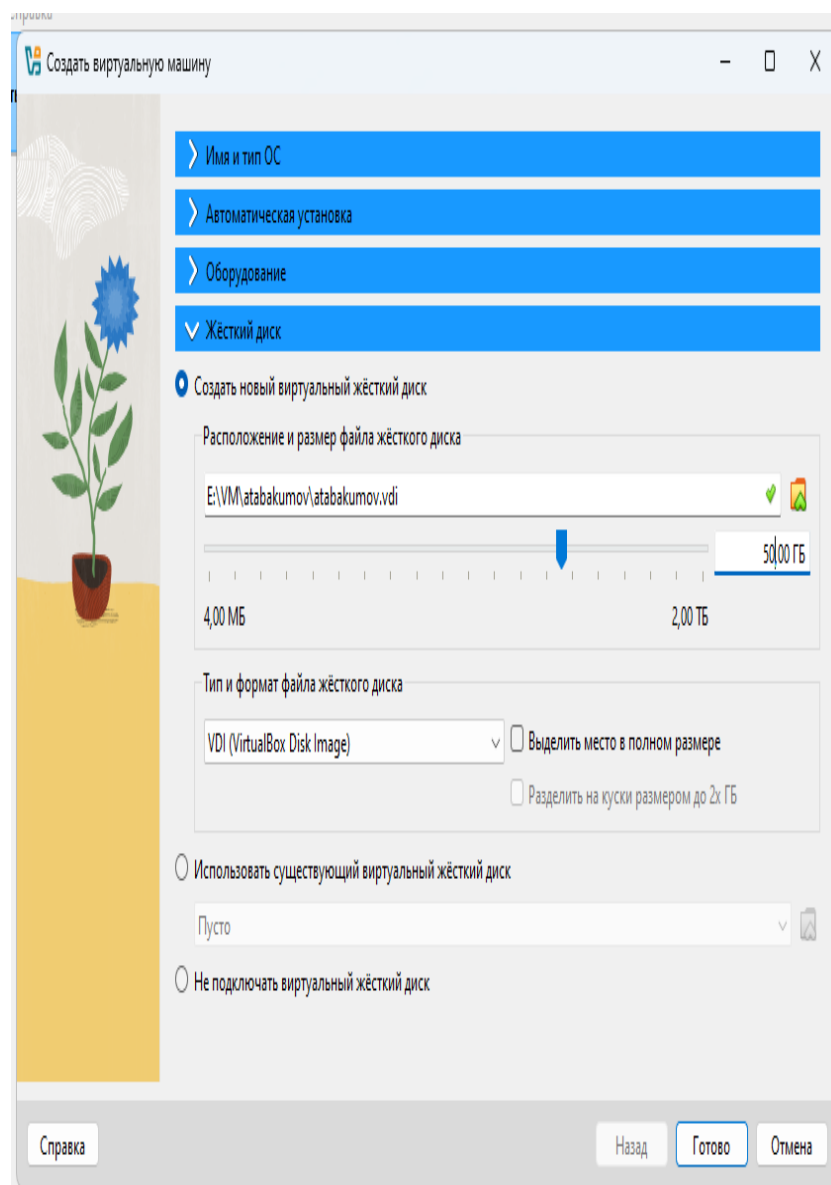 Справка
Создать виртуальную машину
Имя и тип ОС
Автоматическая установка
Оборудование
Жёсткий диск
Создать новый виртуальный жёсткий диск
Расположение и размер файла жёсткого диска
E:\VM\atabakumov\atabakumov.vdi
50,00 ГБ
4,00 МБ 2,00 ТБ
Тип и формат файла жёсткого диска
VDI (VirtualBox Disk Image) Выделить место в полном размере
Разделить на куски размером до 2х ГБ
Использовать существующий виртуальный жёсткий диск
Пусто
Не подключать виртуальный жёсткий диск
Справка Назад Готово Отмена